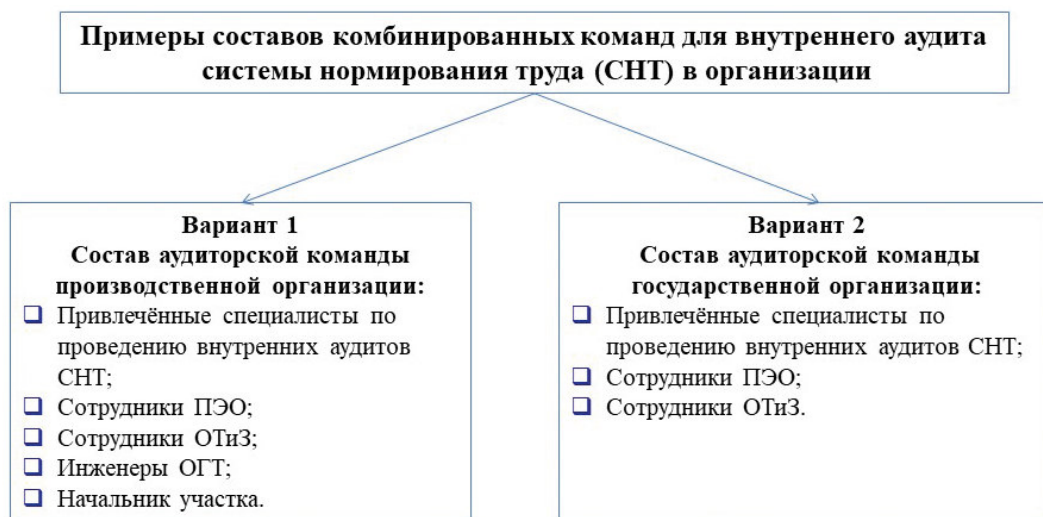 Примеры составов комбинированных команд для внутреннего аудита
системы нормирования труда (СНТ) в организации
Вариант 1
Состав аудиторской команды
производственной организации:
Привлечённые специалисты по
проведению внутренних аудитов
СНТ;
Сотрудники ПЭО;
Сотрудники ОТиЗ;
Инженеры ОГТ;
Начальник участка.
Вариант 2
Состав аудиторской команды
государственной организации:
Привлечённые специалисты по
проведению внутренних аудитов СНТ;
Сотрудники ПЭО;
Сотрудники ОТиЗ.